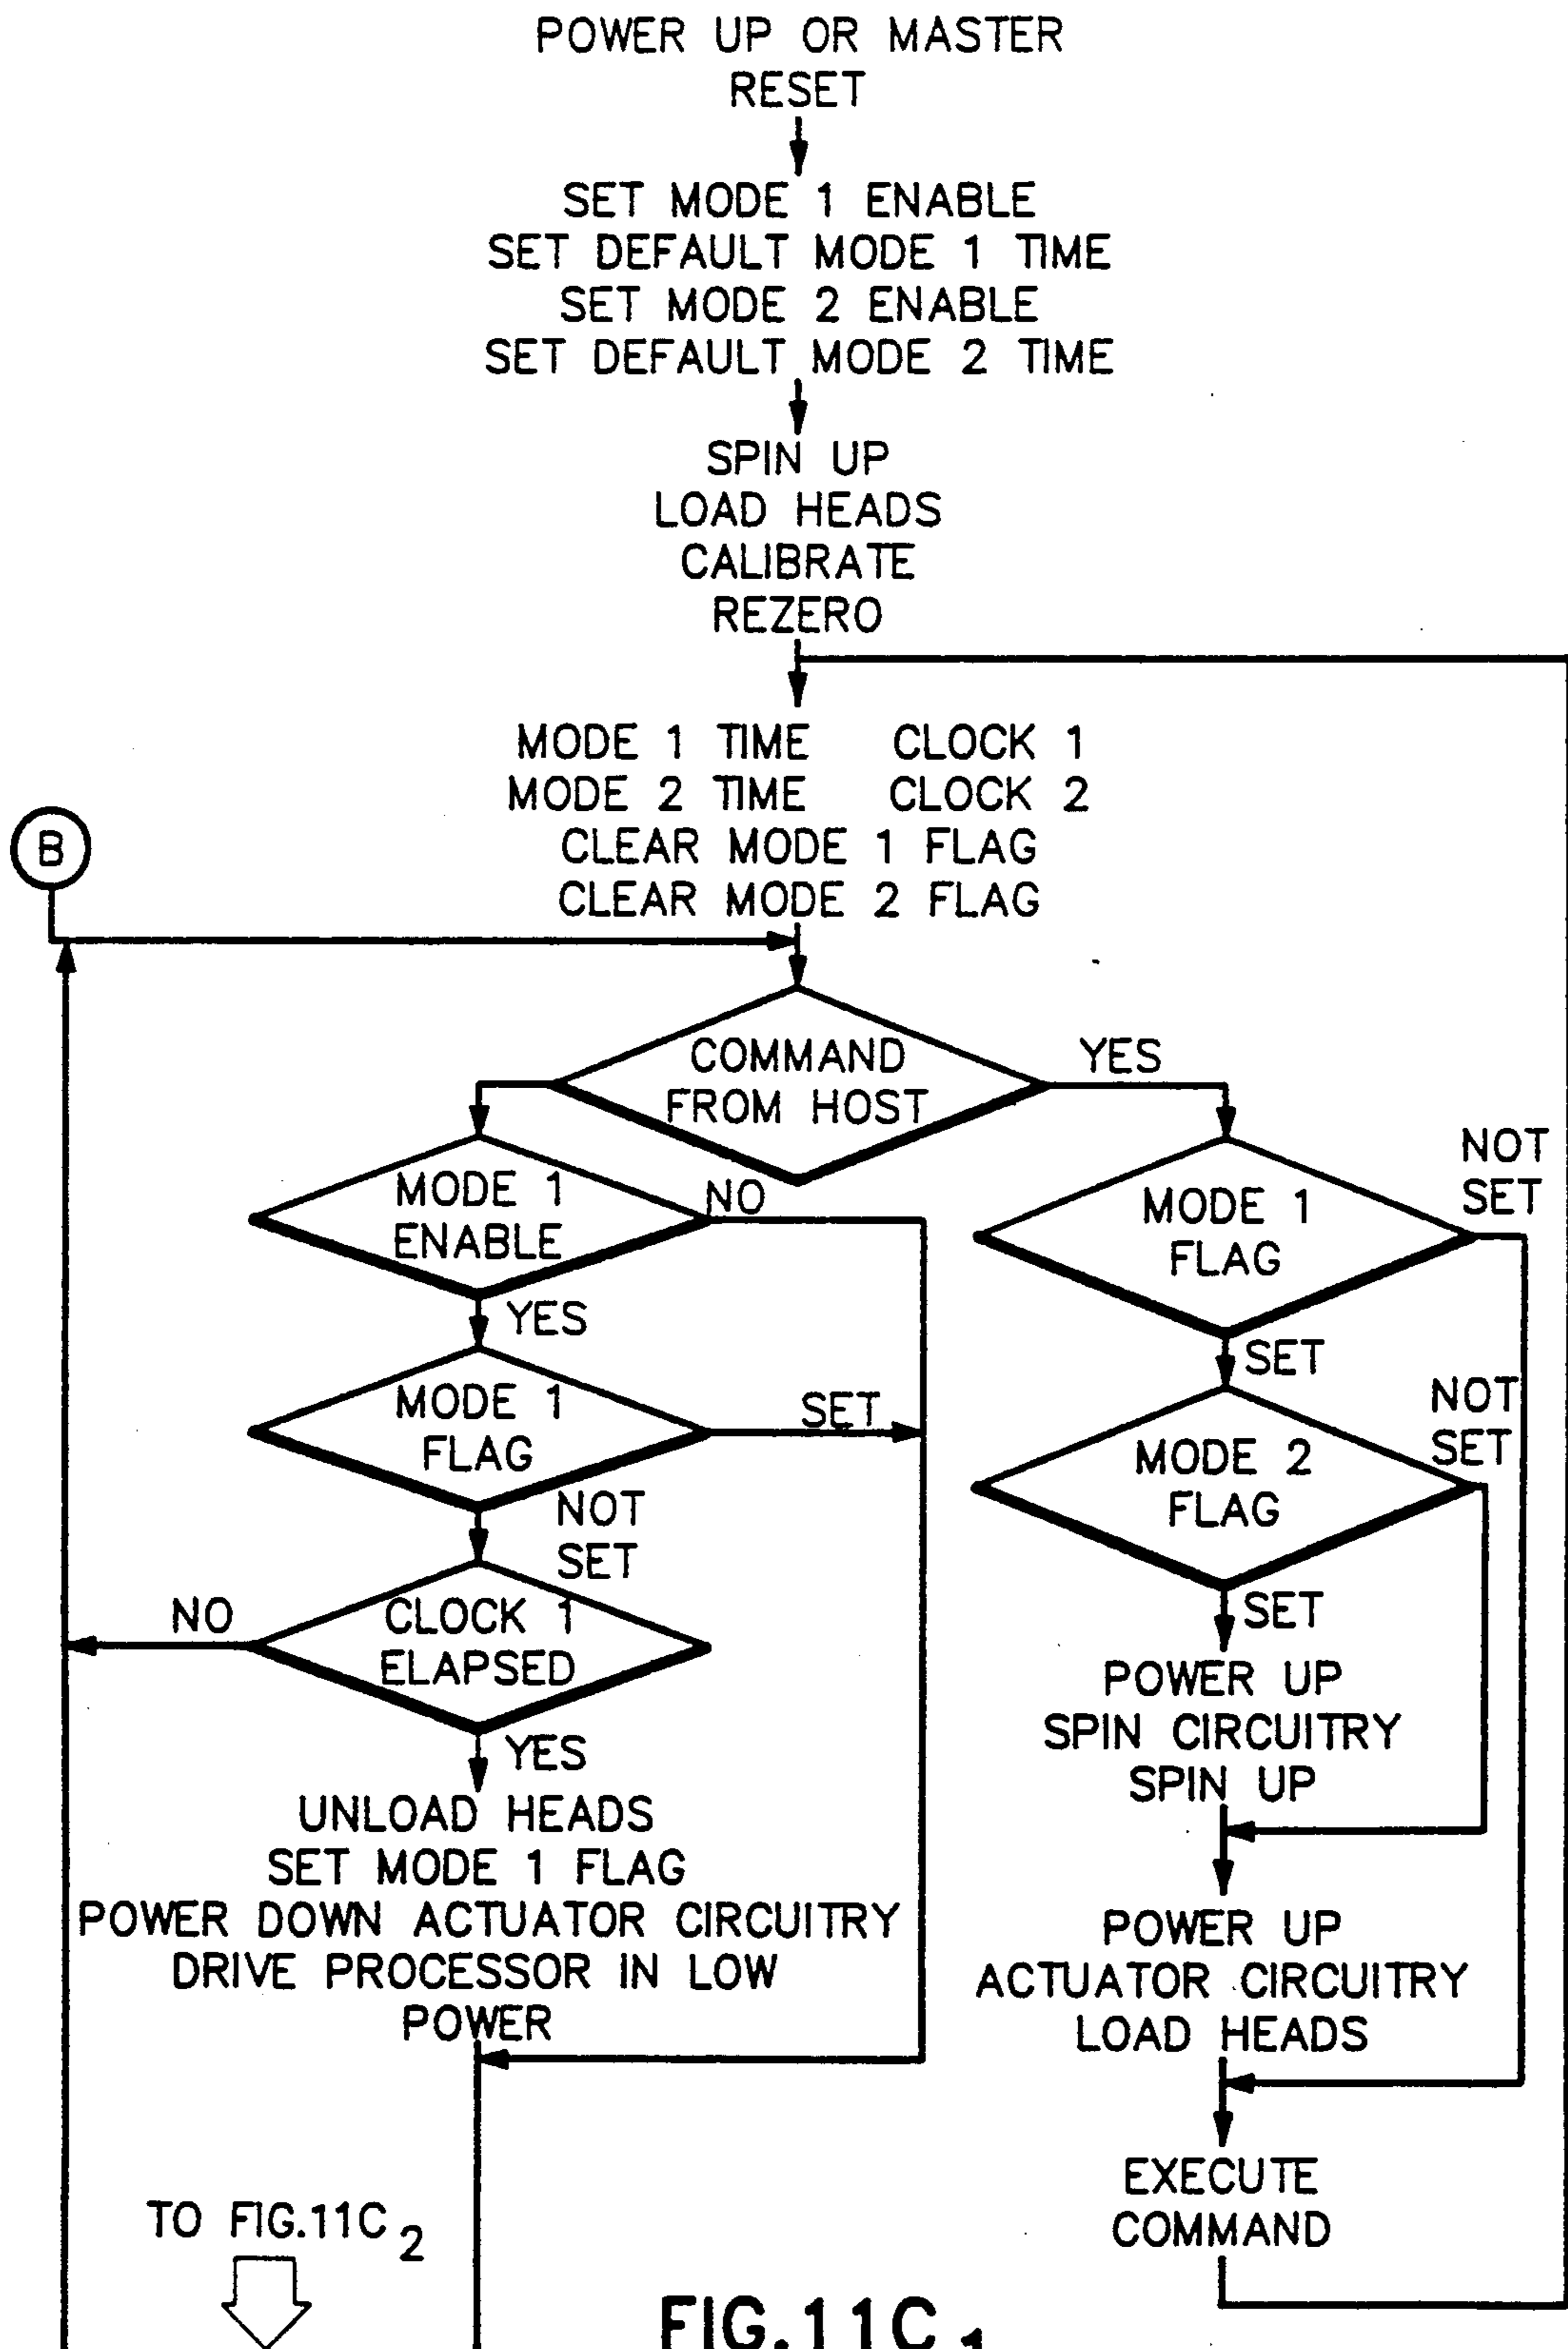 POWER UP OR MASTER
RESET
SET MODE 1 ENABLE
SET DEFAULT MODE 1 TIME
SET MODE 2 ENABLE
SET DEFAULT MODE 2 TIME
SPIN UP
LOAD HEADS
CALIBRATE
REZERO
MODE 1 TIME CLOCK 1
MODE 2 TIME CLOCK 2
CLEAR MODE 1 FLAG
CLEAR MODE 2 FLAG
B
COMMAND
FROM HOST
YES
MODE 1
ENABLE
NO
YES
MODE 1
FLAG
SET
NOT
SET
CLOCK 1
ELAPSED
NO
YES
UNLOAD HEADS
SET MODE 1 FLAG
POWER DOWN ACTUATOR CIRCUITRY
DRIVE PROCESSOR IN LOW
POWER
MODE 1
FLAG
NOT
SET
SET
MODE 2
FLAG
NOT
SET
SET
POWER UP
SPIN CIRCUITRY
SPIN UP
POWER UP
ACTUATOR CIRCUITRY
LOAD HEADS
EXECUTE
COMMAND
TO FIG.11C 2
FIG.11C 1